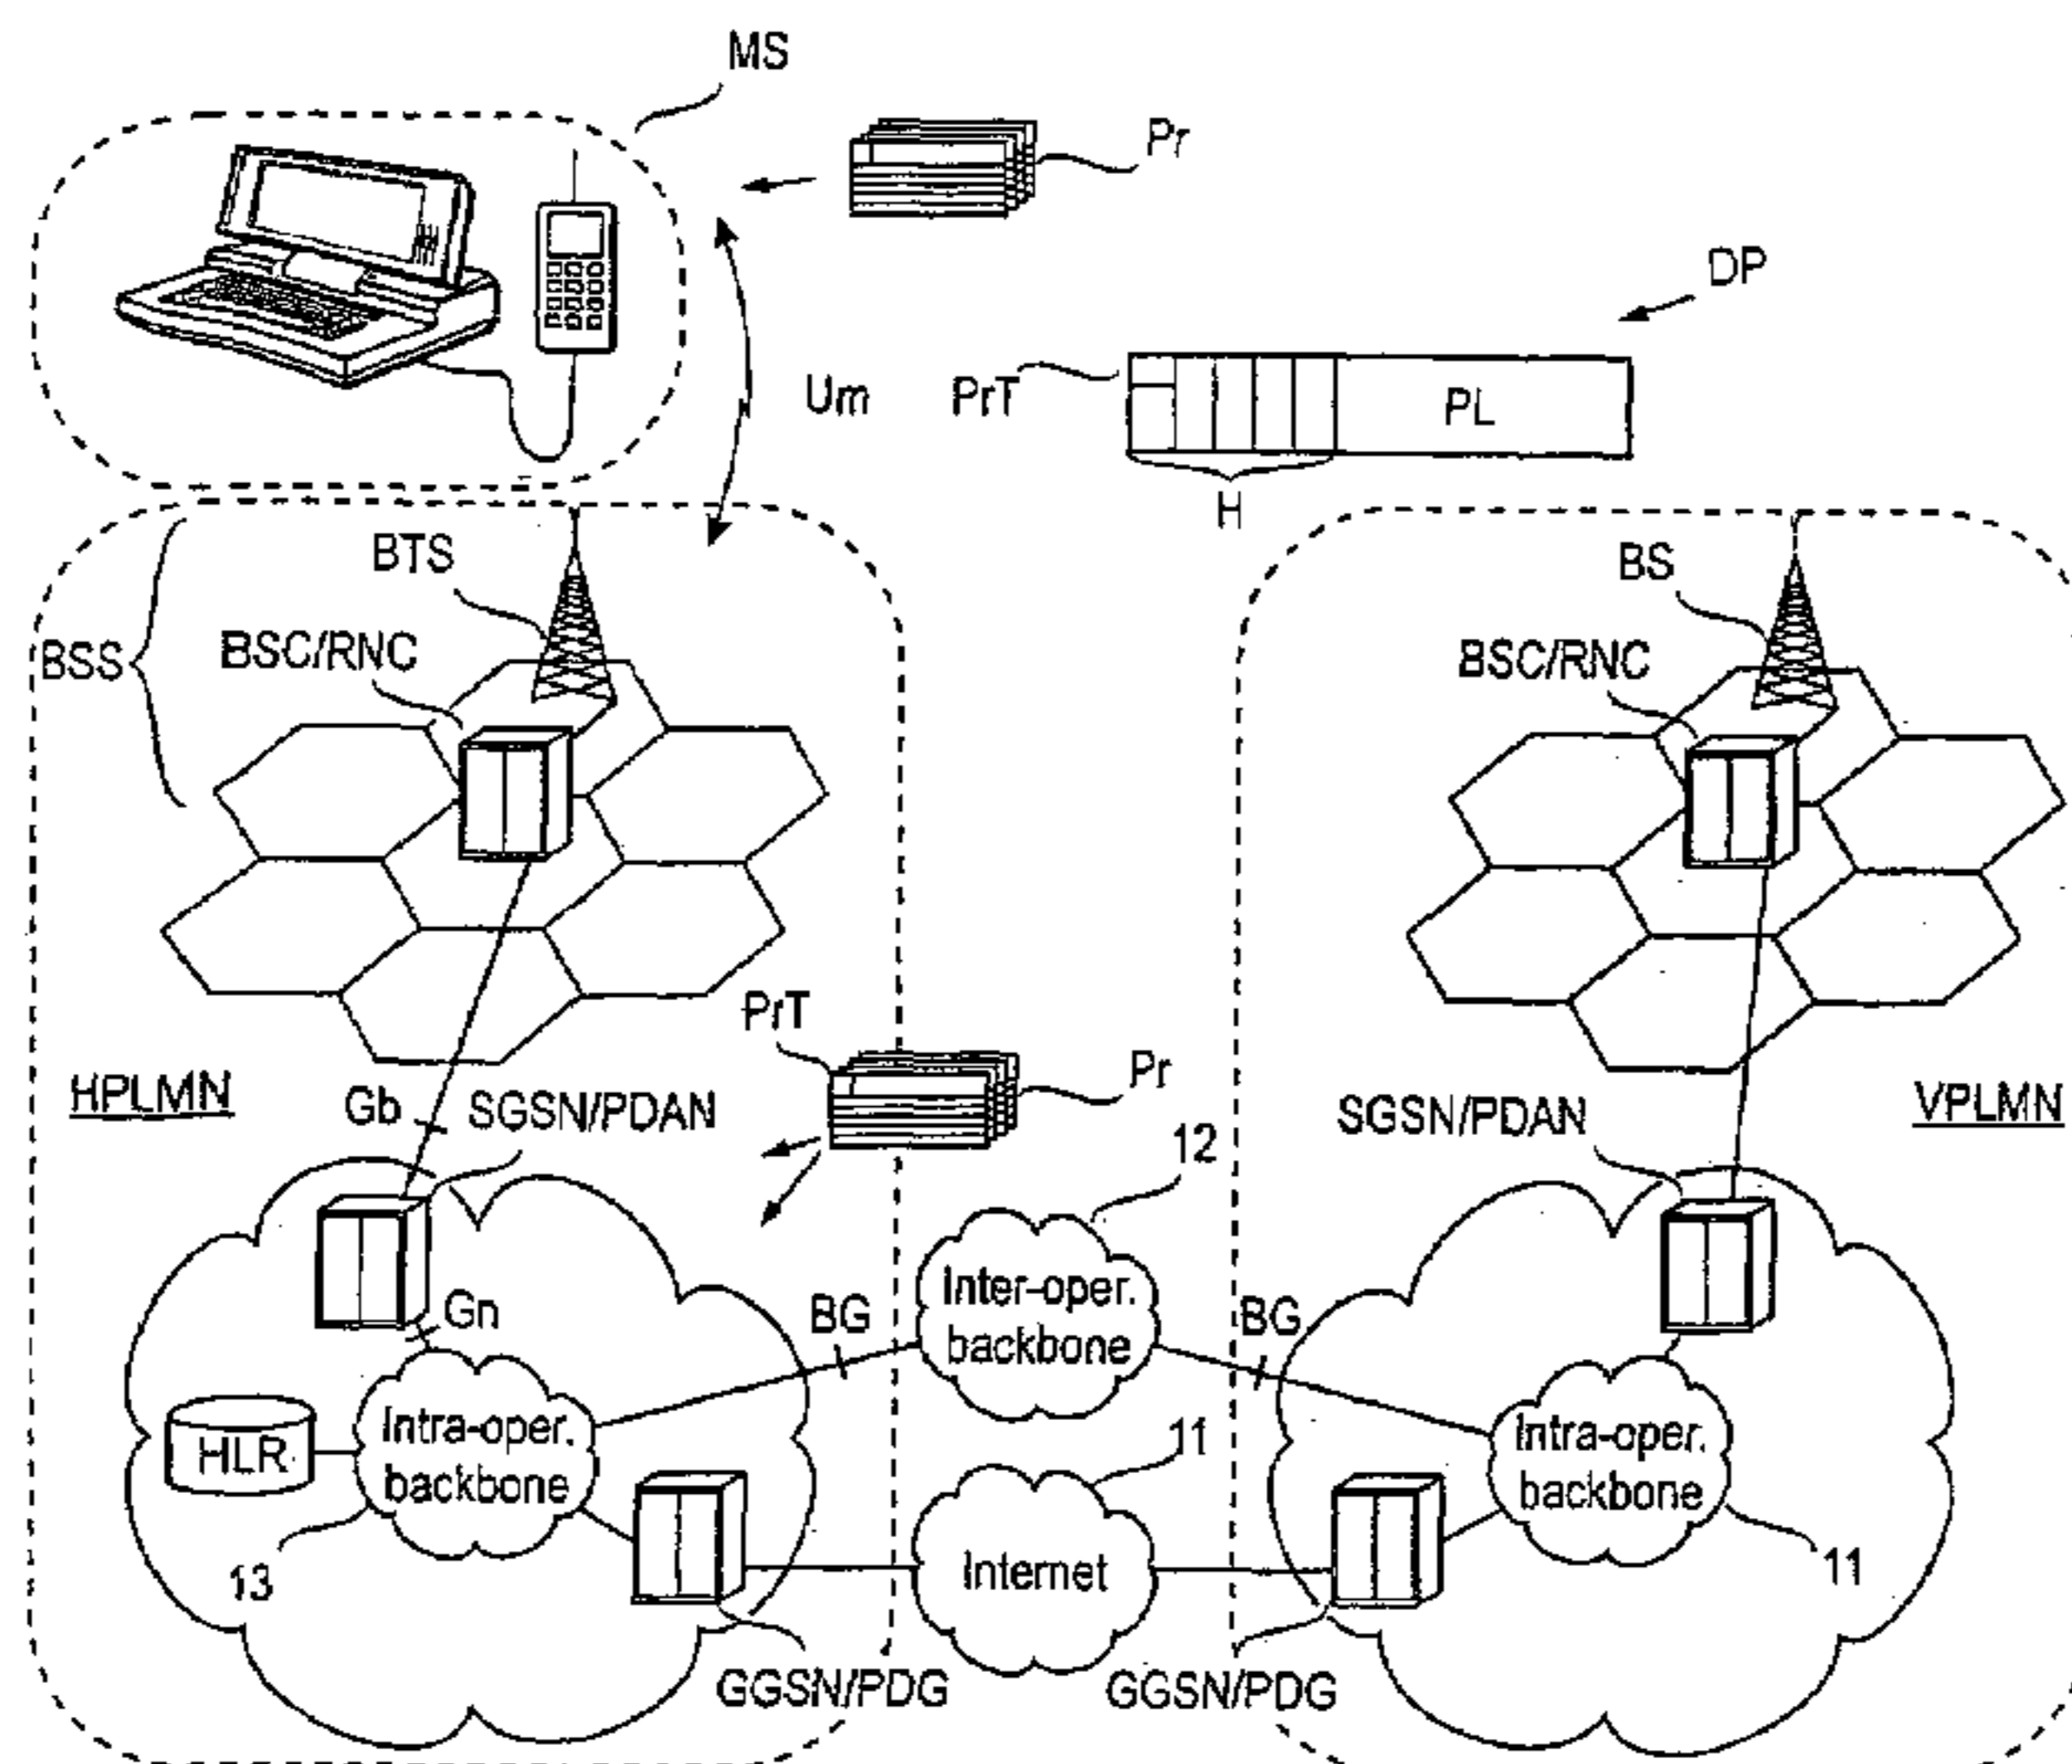 MS
Pr
DP
Um
PrT
PL
H
BTS
BS
BSS
BSC/RNC
BSC/RNC
PrT
HPLMN
Gb
SGSN/PDAN
Pr
SGSN/PDAN
VPLMN
12
Gn
BG
Inter-oper.
backbone
BG
HLR
Intra-oper.
backbone
11
Intra-oper.
backbone
13
Internet
11
GGSN/PDG
GGSN/PDG